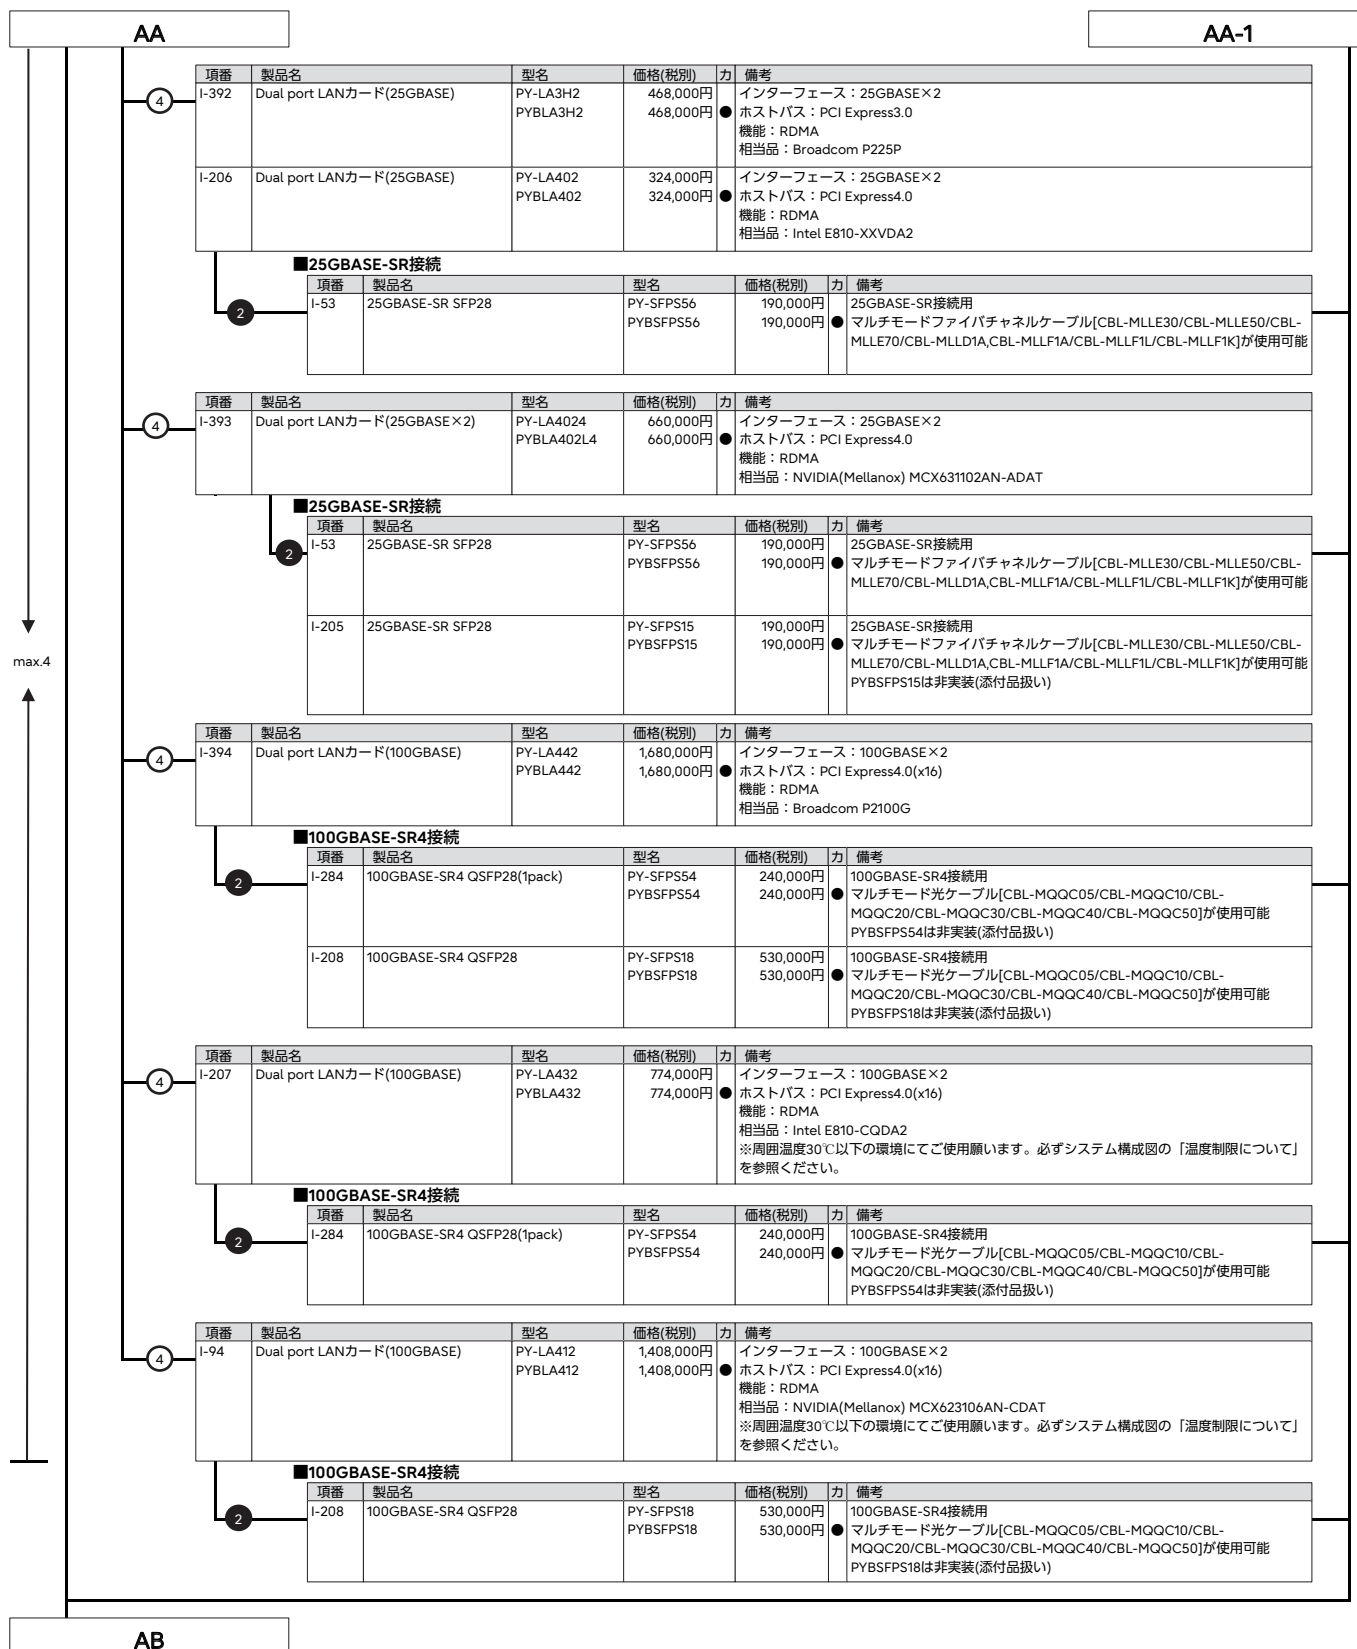 AA
AA-1
項番 製品名 型名 価格(税別) カ 備考
④ I-392 Dual port LANカード(25GBASE) PY-LA3H2 468,000円 インターフェース：25GBASE×2
PYBLA3H2 468,000円 ● ホストバス：PCI Express3.0
機能：RDMA
相当品：Broadcom P225P
I-206 Dual port LANカード(25GBASE) PY-LA402 324,000円 インターフェース：25GBASE×2
PYBLA402 324,000円 ● ホストバス：PCI Express4.0
機能：RDMA
相当品：Intel E810-XXVDA2
■25GBASE-SR接続
項番 製品名 型名 価格(税別) カ 備考
❷ I-53 25GBASE-SR SFP28 PY-SFPS56 190,000円 25GBASE-SR接続用
PYBSFPS56 190,000円 ● マルチモードファイバチャネルケーブル[CBL-MLLE30/CBL-MLLE50/CBL-
MLLE70/CBL-MLLD1A,CBL-MLLF1A/CBL-MLLF1L/CBL-MLLF1K]が使用可能
項番 製品名 型名 価格(税別) カ 備考
④ I-393 Dual port LANカード(25GBASE×2) PY-LA4024 660,000円 インターフェース：25GBASE×2
PYBLA402L4 660,000円 ● ホストバス：PCI Express4.0
機能：RDMA
相当品：NVIDIA(Mellanox) MCX631102AN-ADAT
■25GBASE-SR接続
項番 製品名 型名 価格(税別) カ 備考
❷ I-53 25GBASE-SR SFP28 PY-SFPS56 190,000円 25GBASE-SR接続用
PYBSFPS56 190,000円 ● マルチモードファイバチャネルケーブル[CBL-MLLE30/CBL-MLLE50/CBL-
MLLE70/CBL-MLLD1A,CBL-MLLF1A/CBL-MLLF1L/CBL-MLLF1K]が使用可能
I-205 25GBASE-SR SFP28 PY-SFPS15 190,000円 25GBASE-SR接続用
PYBSFPS15 190,000円 ● マルチモードファイバチャネルケーブル[CBL-MLLE30/CBL-MLLE50/CBL-
max.4
MLLE70/CBL-MLLD1A,CBL-MLLF1A/CBL-MLLF1L/CBL-MLLF1K]が使用可能
PYBSFPS15は非実装(添付品扱い)
項番 製品名 型名 価格(税別) カ 備考
④ I-394 Dual port LANカード(100GBASE) PY-LA442 1,680,000円 インターフェース：100GBASE×2
PYBLA442 1,680,000円 ● ホストバス：PCI Express4.0(x16)
機能：RDMA
相当品：Broadcom P2100G
■100GBASE-SR4接続
項番 製品名 型名 価格(税別) カ 備考
❷ I-284 100GBASE-SR4 QSFP28(1pack) PY-SFPS54 240,000円 100GBASE-SR4接続用
PYBSFPS54 240,000円 ● マルチモード光ケーブル[CBL-MQQC05/CBL-MQQC10/CBL-
MQQC20/CBL-MQQC30/CBL-MQQC40/CBL-MQQC50]が使用可能
PYBSFPS54は非実装(添付品扱い)
I-208 100GBASE-SR4 QSFP28 PY-SFPS18 530,000円 100GBASE-SR4接続用
PYBSFPS18 530,000円 ● マルチモード光ケーブル[CBL-MQQC05/CBL-MQQC10/CBL-
MQQC20/CBL-MQQC30/CBL-MQQC40/CBL-MQQC50]が使用可能
PYBSFPS18は非実装(添付品扱い)
項番 製品名 型名 価格(税別) カ 備考
④ I-207 Dual port LANカード(100GBASE) PY-LA432 774,000円 インターフェース：100GBASE×2
PYBLA432 774,000円 ● ホストバス：PCI Express4.0(x16)
機能：RDMA
相当品：Intel E810-CQDA2
※周囲温度30℃以下の環境にてご使用願います。必ずシステム構成図の「温度制限について」
を参照ください。
■100GBASE-SR4接続
項番 製品名 型名 価格(税別) カ 備考
❷ I-284 100GBASE-SR4 QSFP28(1pack) PY-SFPS54 240,000円 100GBASE-SR4接続用
PYBSFPS54 240,000円 ● マルチモード光ケーブル[CBL-MQQC05/CBL-MQQC10/CBL-
MQQC20/CBL-MQQC30/CBL-MQQC40/CBL-MQQC50]が使用可能
PYBSFPS54は非実装(添付品扱い)
項番 製品名 型名 価格(税別) カ 備考
④ I-94 Dual port LANカード(100GBASE) PY-LA412 1,408,000円 インターフェース：100GBASE×2
PYBLA412 1,408,000円 ● ホストバス：PCI Express4.0(x16)
機能：RDMA
相当品：NVIDIA(Mellanox) MCX623106AN-CDAT
※周囲温度30℃以下の環境にてご使用願います。必ずシステム構成図の「温度制限について」
を参照ください。
■100GBASE-SR4接続
項番 製品名 型名 価格(税別) カ 備考
❷ I-208 100GBASE-SR4 QSFP28 PY-SFPS18 530,000円 100GBASE-SR4接続用
PYBSFPS18 530,000円 ● マルチモード光ケーブル[CBL-MQQC05/CBL-MQQC10/CBL-
MQQC20/CBL-MQQC30/CBL-MQQC40/CBL-MQQC50]が使用可能
PYBSFPS18は非実装(添付品扱い)
AB